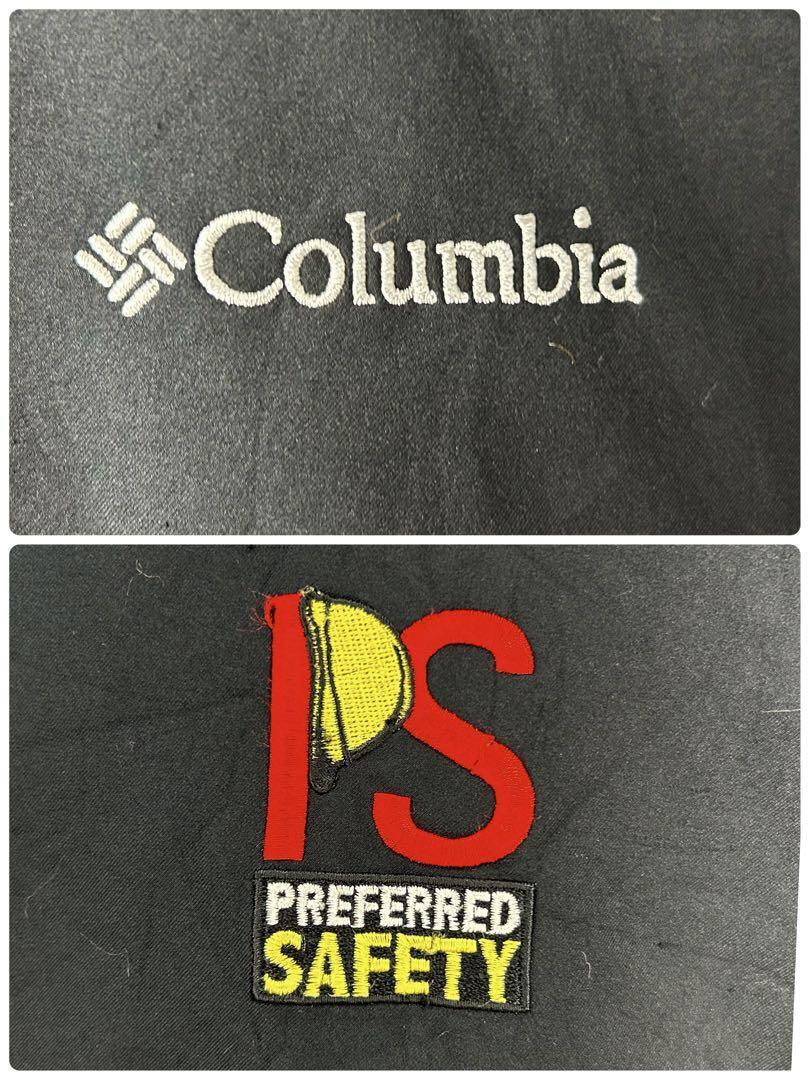 Columbia
PS
PREFERRED
SAFETY